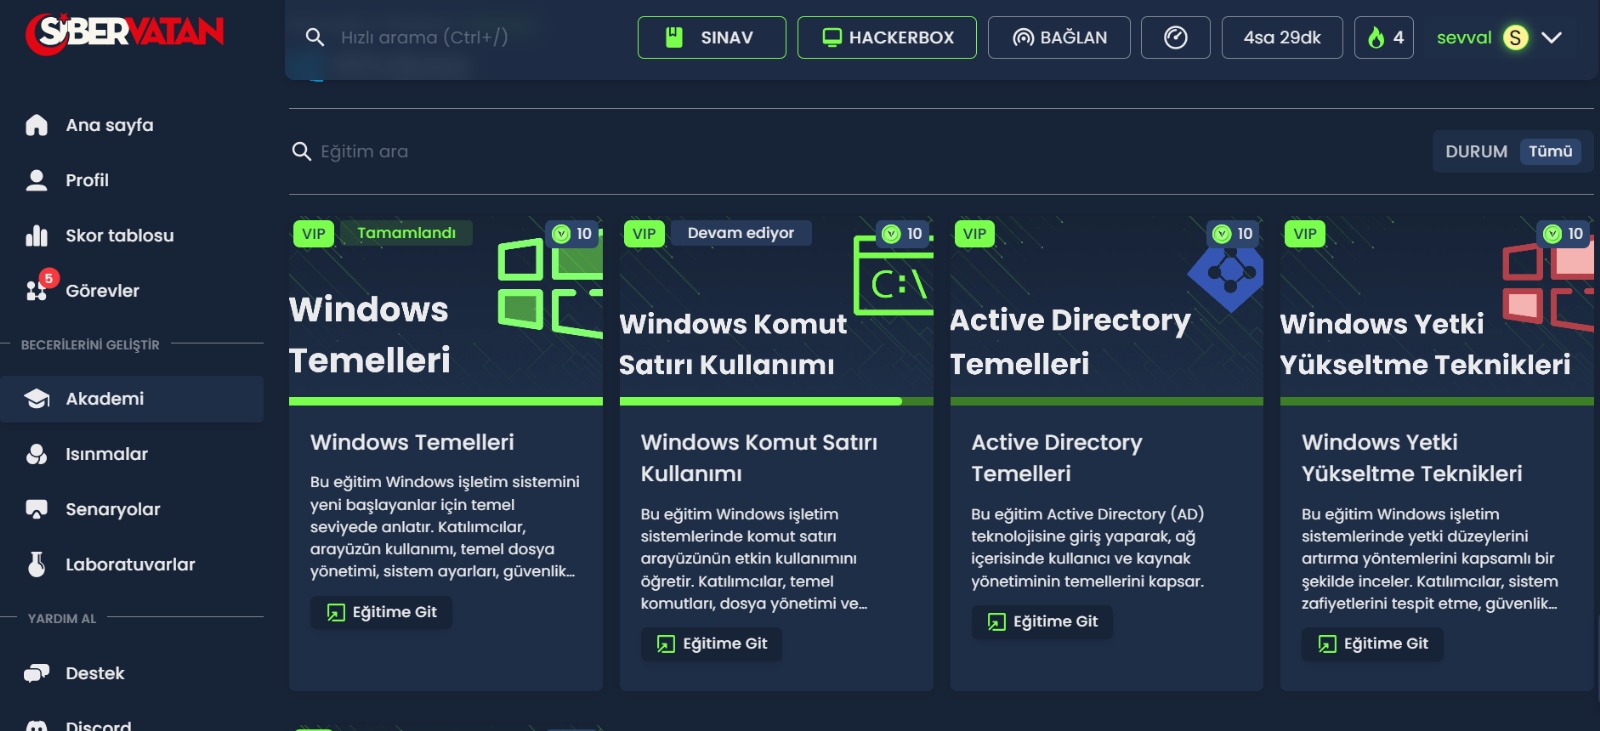 SİBERVATAN
Hızlı arama (Ctrl+/)
SINAV
HACKERBOX
BAĞLAN
4sa 29dk
4
sevval
S
Ana sayfa
Profil
Skor tablosu
5
Görevler
BECERİLERİNİ GELİŞTİR
Akademi
Isınmalar
Senaryolar
Laboratuvarlar
YARDIM AL
Destek
Discord
Eğitim ara
DURUM
Tümü
VIP
Tamamlandı
10
Windows
Temelleri
Windows Temelleri
Bu eğitim Windows işletim sistemini
yeni başlayanlar için temel
seviyede anlatır. Katılımcılar,
arayüzün kullanımı, temel dosya
yönetimi, sistem ayarları, güvenlik...
Eğitime Git
VIP
Devam ediyor
10
C:\
Windows Komut
Satırı Kullanımı
Windows Komut Satırı
Kullanımı
Bu eğitim Windows işletim
sistemlerinde komut satırı
arayüzünün etkin kullanımını
öğretir. Katılımcılar, temel
komutları, dosya yönetimi ve...
Eğitime Git
VIP
10
Active Directory
Temelleri
Active Directory
Temelleri
Bu eğitim Active Directory (AD)
teknolojisine giriş yaparak, ağ
içerisinde kullanıcı ve kaynak
yönetiminin temellerini kapsar.
Eğitime Git
VIP
10
Windows Yetki
Yükseltme Teknikleri
Windows Yetki
Yükseltme Teknikleri
Bu eğitim Windows işletim
sistemlerinde yetki düzeylerini
artırma yöntemlerini kapsamlı bir
şekilde inceler. Katılımcılar, sistem
zafiyetlerini tespit etme, güvenlik...
Eğitime Git